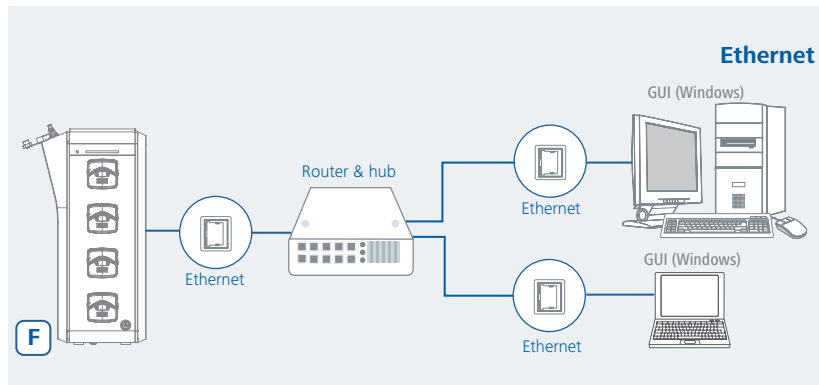 Ethernet
GUI (Windows)
Router & hub
Ethernet
Ethernet
GUI (Windows)
Ethernet
F